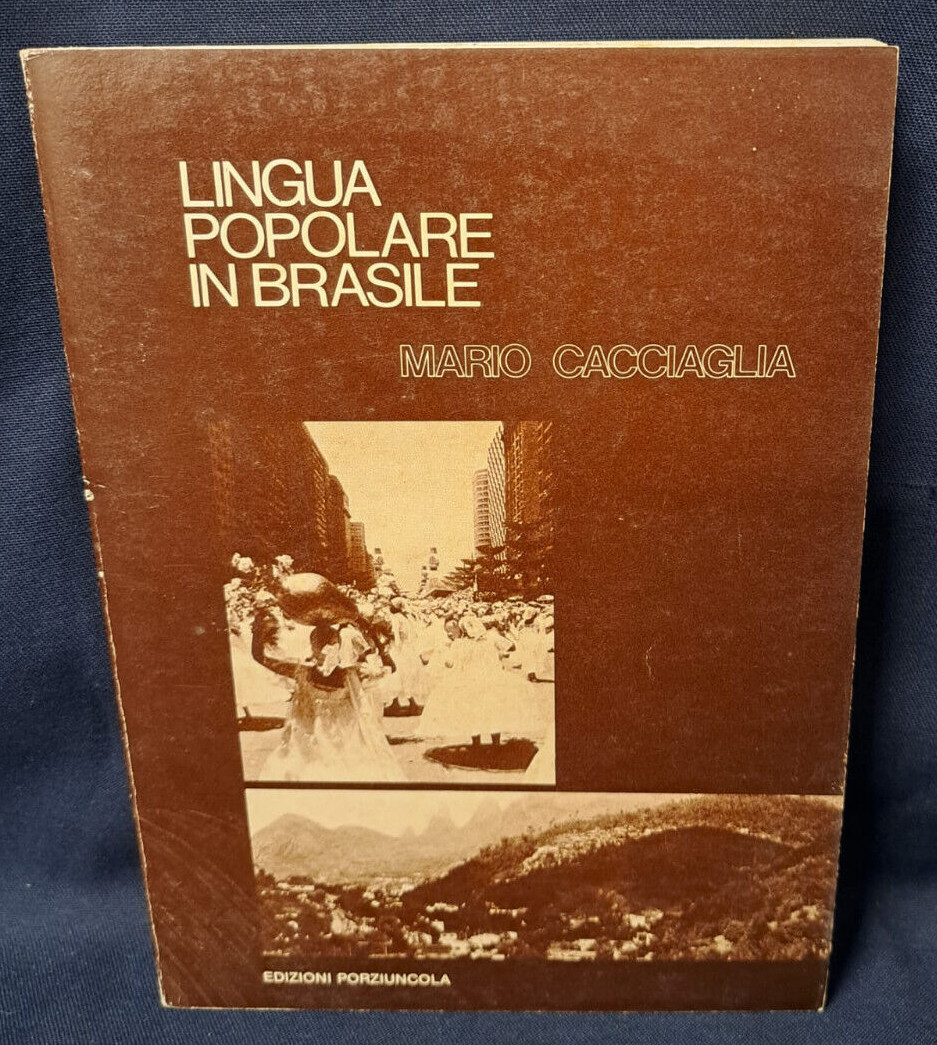 LINGUA
POPOLARE
IN BRASILE
MARIO CACCIAGLIA
EDIZIONI PORZIUNCOLA